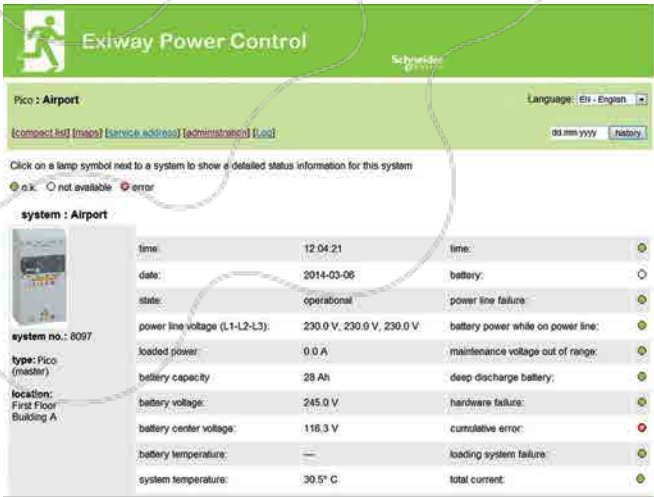 Exiway Power Control
Schneider
Pico : Airport
Language: EN - English
[compact list] [maps] [service address] [administration] [Log]
dd.mm.yyyy history
Click on a lamp symbol next to a system to show a detailed status information for this system
o.k. not available error
system : Airport
time: 12:04:21 time:
date: 2014-03-06 battery:
state: operational power line failure:
power line voltage (L1-L2-L3): 230.0 V, 230.0 V, 230.0 V battery power while on power line:
system no.: 8097
loaded power: 0.0 A maintenance voltage out of range:
type: Pico
(master)
battery capacity 28 Ah deep discharge battery:
location:
First Floor
Building A
battery voltage: 245.0 V hardware failure:
battery center voltage: 116.3 V cumulative error:
battery temperature: --- loading system failure:
system temperature: 30.5° C total current: